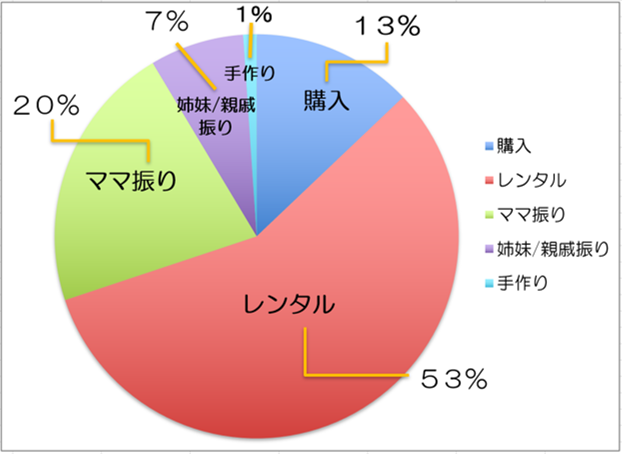 7%
1%
13%
手作り
購入
姉妹/親戚
振り
20%
ママ振り
レンタル
53%
購入
レンタル
ママ振り
姉妹/親戚振り
手作り